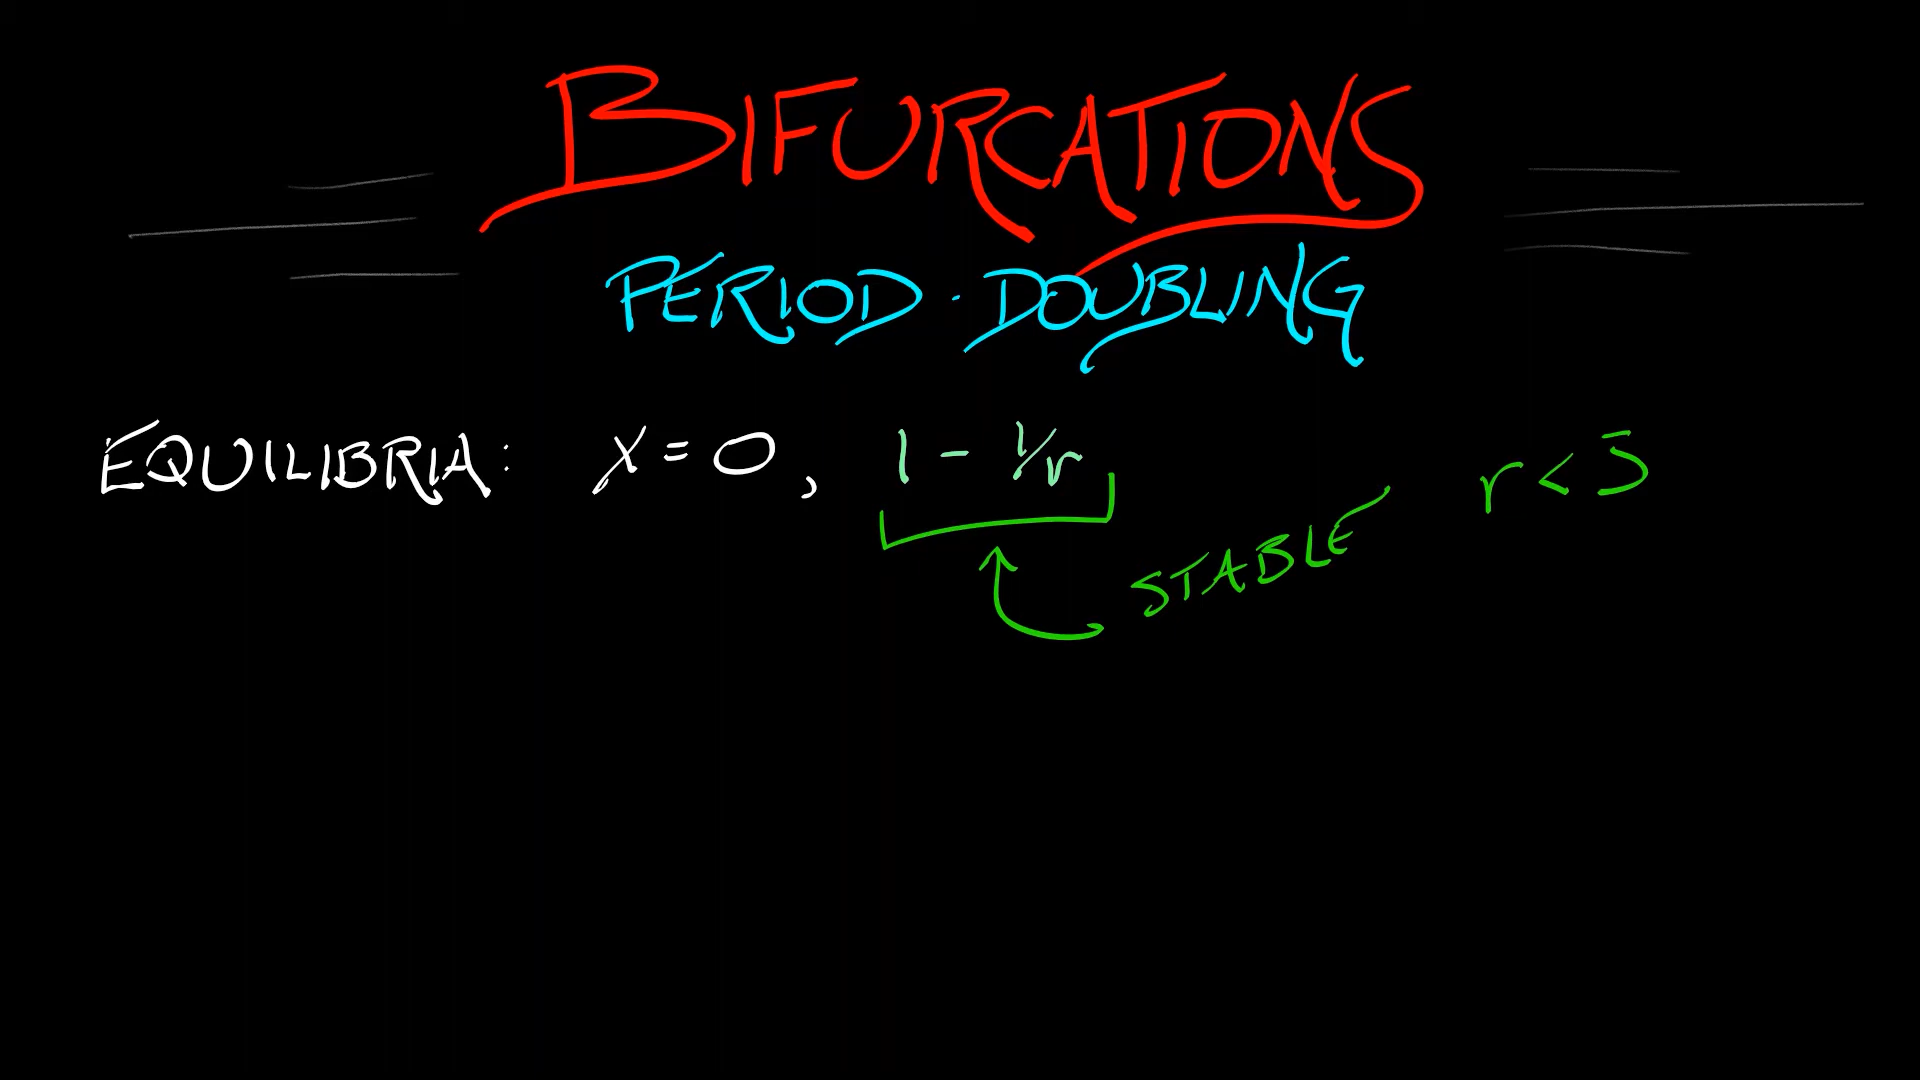 BIFURCATIONS
PERIOD-DOUBLING
EQUILIBRIA: x = 0, 1 - 1/r r < 3
STABLE